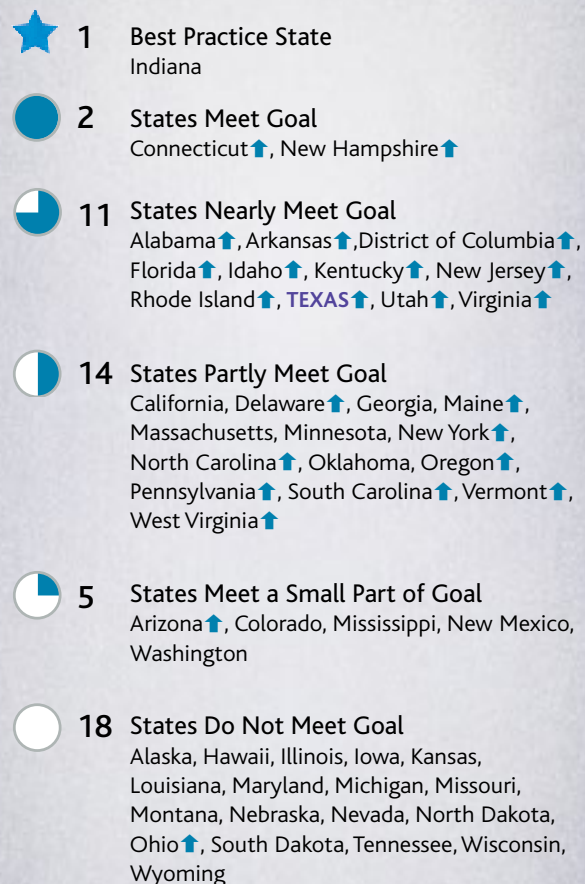 1 Best Practice State
Indiana
2 States Meet Goal
Connecticut⬆, New Hampshire⬆
11 States Nearly Meet Goal
Alabama⬆, Arkansas⬆,District of Columbia⬆,
Florida⬆, Idaho⬆, Kentucky⬆, New Jersey⬆,
Rhode Island⬆, TEXAS⬆, Utah⬆, Virginia⬆
14 States Partly Meet Goal
California, Delaware⬆, Georgia, Maine⬆,
Massachusetts, Minnesota, New York⬆,
North Carolina⬆, Oklahoma, Oregon⬆,
Pennsylvania⬆, South Carolina⬆, Vermont⬆,
West Virginia⬆
5 States Meet a Small Part of Goal
Arizona⬆, Colorado, Mississippi, New Mexico,
Washington
18 States Do Not Meet Goal
Alaska, Hawaii, Illinois, Iowa, Kansas,
Louisiana, Maryland, Michigan, Missouri,
Montana, Nebraska, Nevada, North Dakota,
Ohio⬆, South Dakota, Tennessee, Wisconsin,
Wyoming